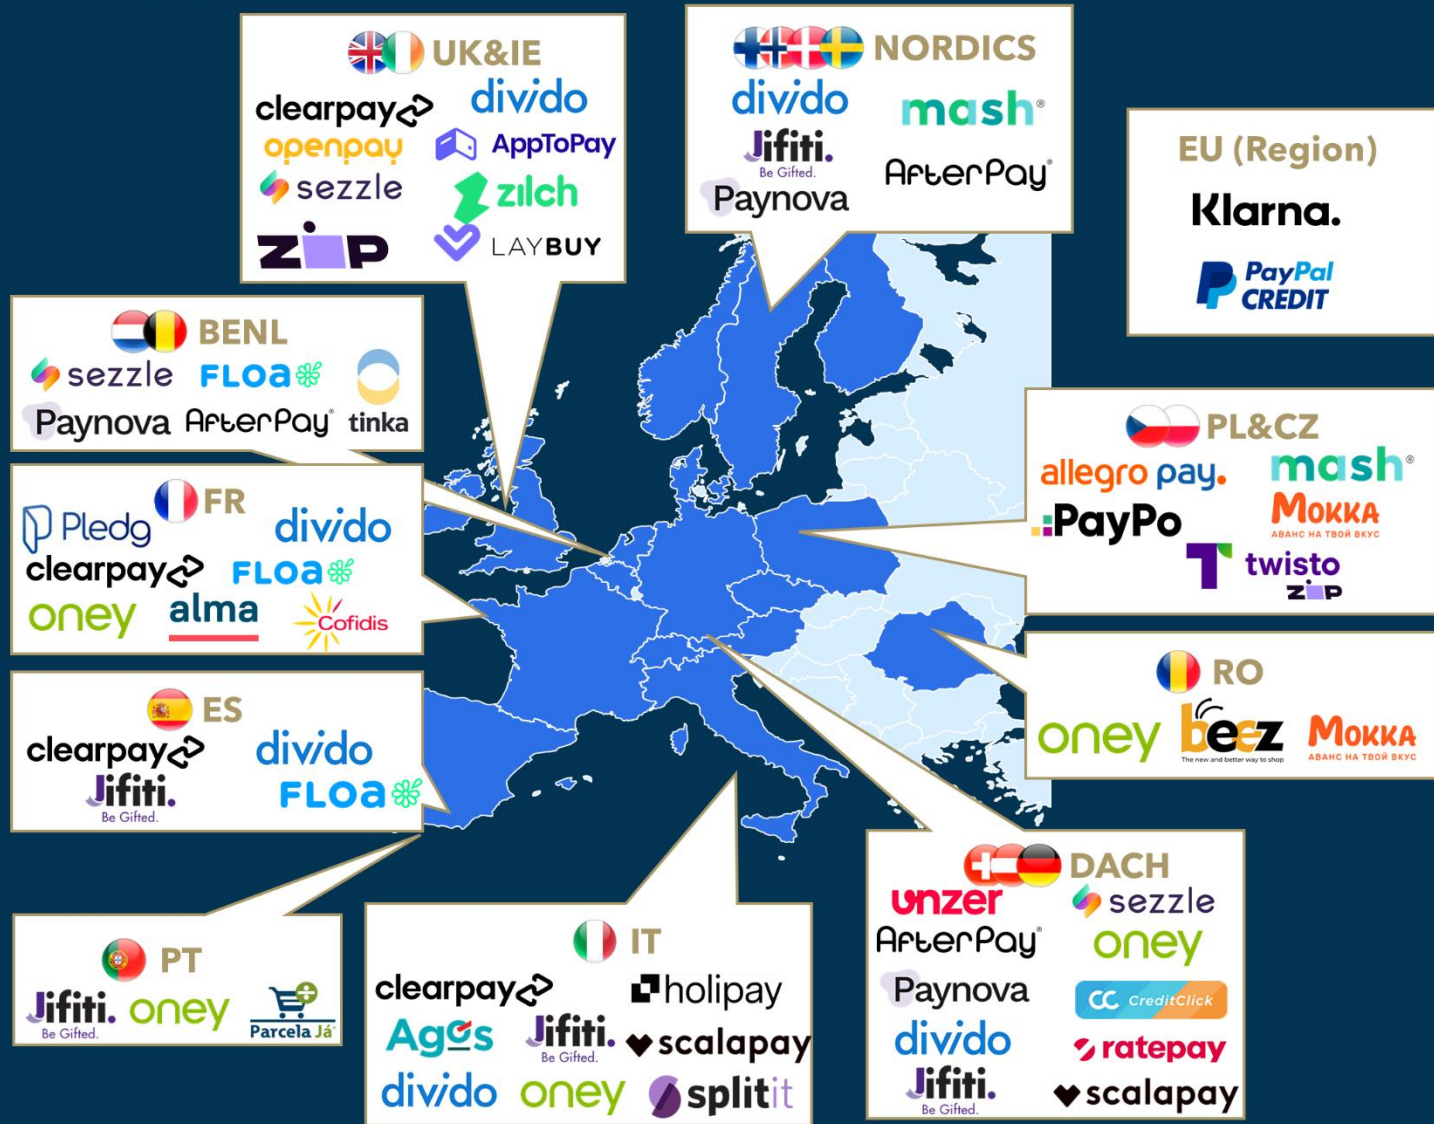 UK&IE
clearpay
divido
openpay
AppToPay
sezzle
zilch
ZIP
LAYBUY
NORDICS
divido
mash®
Jifiti.
Be Gifted.
AfterPay®
Paynova
EU (Region)
Klarna.
PayPal
CREDIT
BENL
sezzle
FLOa
tinka
Paynova
AfterPay®
FR
Pledg
divido
clearpay
FLOa
oney
alma
Cofidis
ES
clearpay
divido
Jifiti.
Be Gifted.
FLOa
PT
Jifiti.
Be Gifted.
oney
Parcela Já
IT
clearpay
holipay
Agos
Jifiti.
Be Gifted.
scalapay
divido
oney
splitit
PL&CZ
allegro pay.
mash®
PayPo
МОККА
АВАНС НА ТВОЙ ВКУС
twisto
ZIP
RO
oney
beez
The new and better way to shop
МОККА
АВАНС НА ТВОЙ ВКУС
DACH
unzer
sezzle
AfterPay®
oney
Paynova
CC CreditClick
divido
ratepay
Jifiti.
Be Gifted.
scalapay